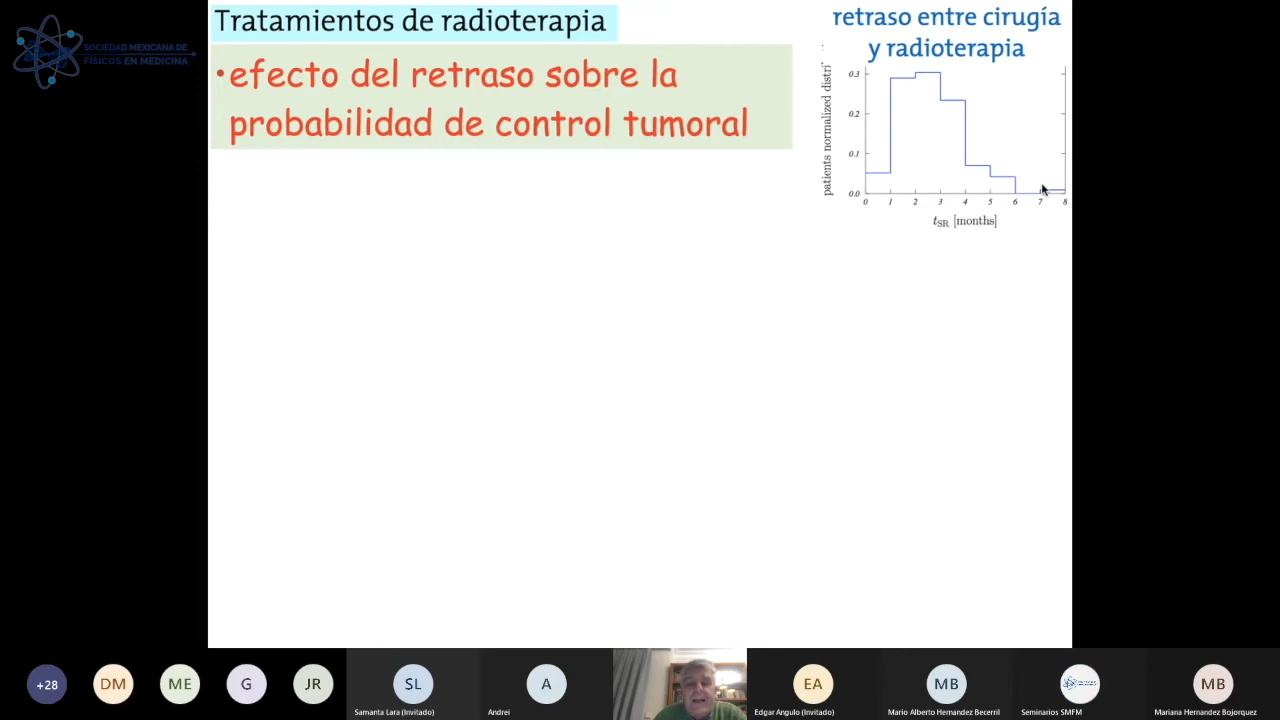 SOCIEDAD MEXICANA DE
FÍSICOS EN MEDICINA
Tratamientos de radioterapia
•efecto del retraso sobre la
probabilidad de control tumoral
retraso entre cirugía
y radioterapia
patients normalized distri
0.3
0.2
0.1
0.0
0 1 2 3 4 5 6 7 8
tSR [months]
+28
DM
ME
G
JR
SL
Samanta Lara (Invitado)
A
Andrei
EA
Edgar Angulo (Invitado)
MB
Mario Alberto Hernandez Becerril
Seminarios SMFM
MB
Mariana Hernandez Bojorquez